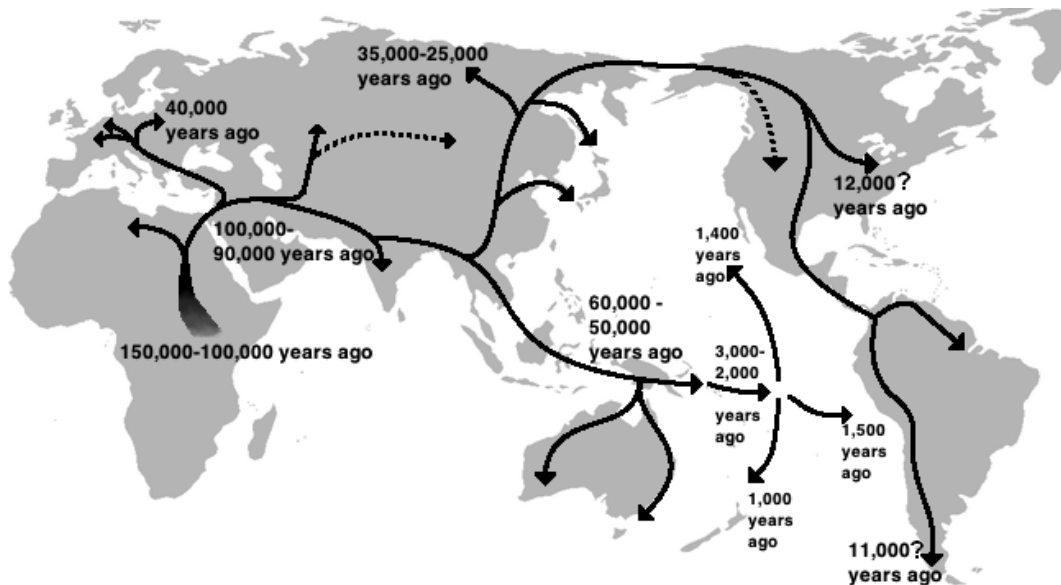 35,000-25,000
years ago
40,000
years ago
12,000?
years ago
100,000-
90,000 years ago
1,400
years
ago
60,000 -
50,000
years ago
150,000-100,000 years ago
3,000-
2,000
years
ago
1,500
years
ago
1,000
years
ago
11,000?
years ago